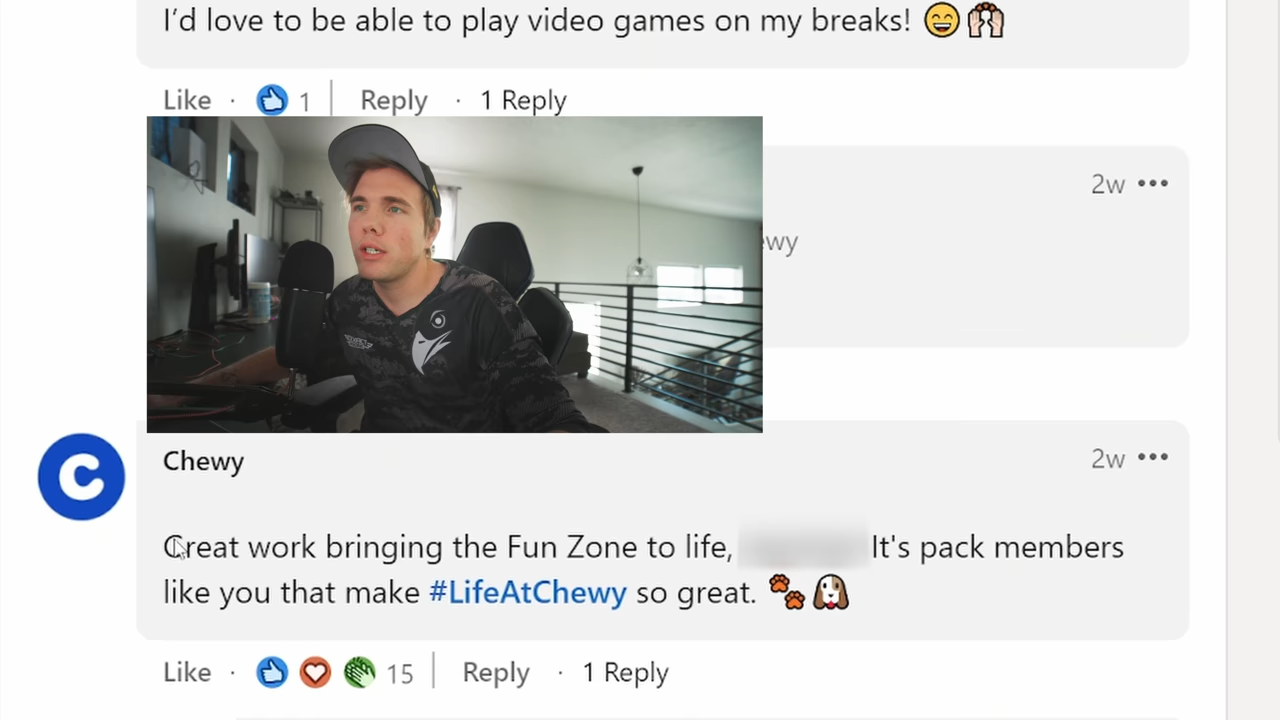 I'd love to be able to play video games on my breaks! 😄🙌🏻
Like · 1 Reply · 1 Reply
2w •••
Chewy
2w •••
Great work bringing the Fun Zone to life, It's pack members
like you that make #LifeAtChewy so great. 🐾🐶
Like · 15 Reply · 1 Reply